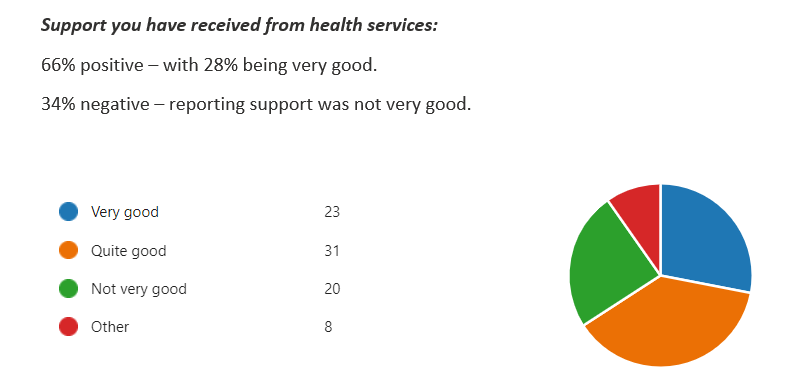 Support you have received from health services:
66% positive – with 28% being very good.
34% negative – reporting support was not very good.
Very good 23
Quite good 31
Not very good 20
Other 8